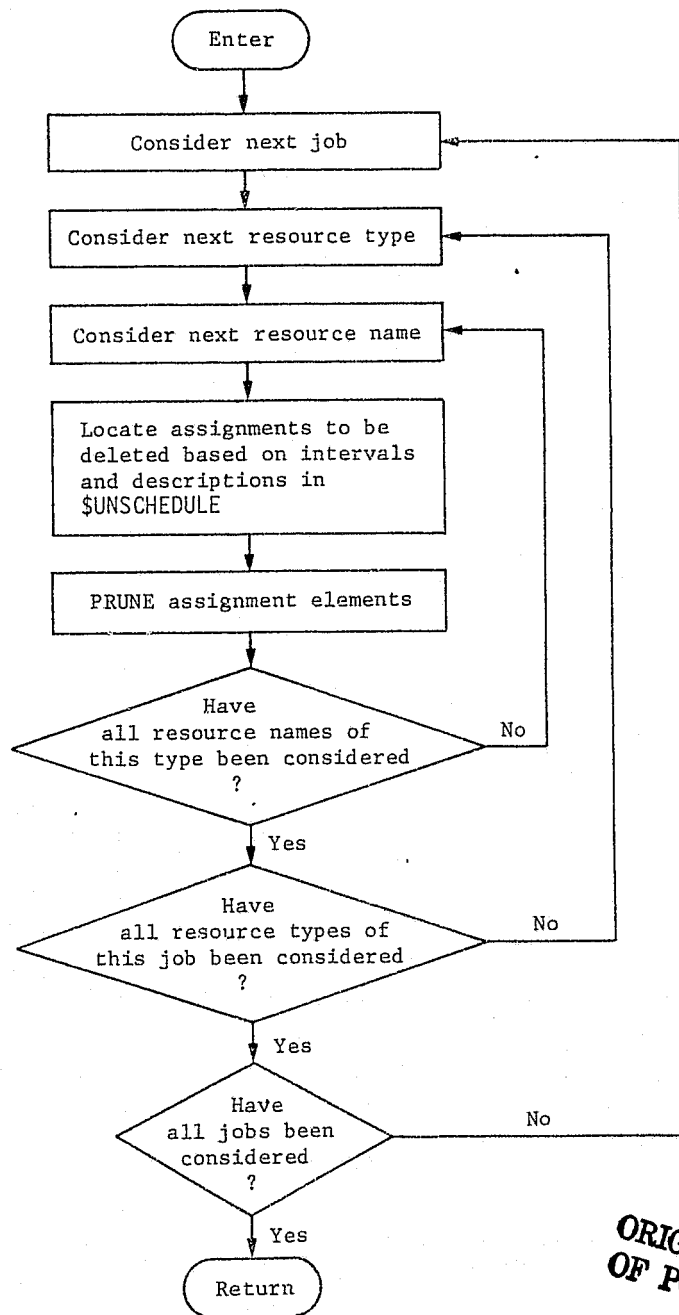 Enter
Consider next job
Consider next resource type
Consider next resource name
Locate assignments to be
deleted based on intervals
and descriptions in
$UNSCHEDULE
PRUNE assignment elements
Have
all resource names of
this type been considered
?
No
Yes
Have
all resource types of
this job been considered
?
No
Yes
Have
all jobs been
considered
?
No
Yes
Return
OF